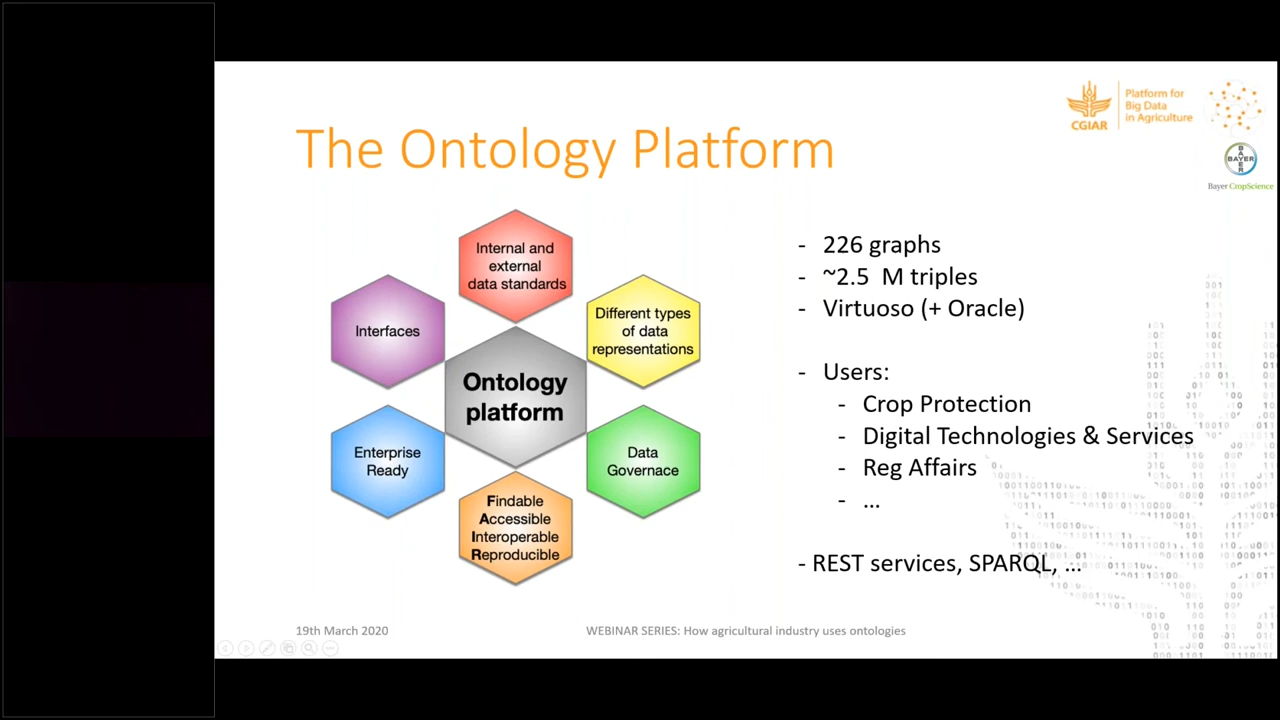 CGIAR
Platform for
Big Data
in Agriculture
BAYER
BAYER
Bayer CropScience
The Ontology Platform
Internal and
external
data standards
Interfaces
Different types
of data
representations
Ontology
platform
Enterprise
Ready
Data
Governace
Findable
Accessible
Interoperable
Reproducible
- 226 graphs
- ~2.5 M triples
- Virtuoso (+ Oracle)
- Users:
- Crop Protection
- Digital Technologies & Services
- Reg Affairs
- ...
- REST services, SPARQL, ...
19th March 2020
WEBINAR SERIES: How agricultural industry uses ontologies